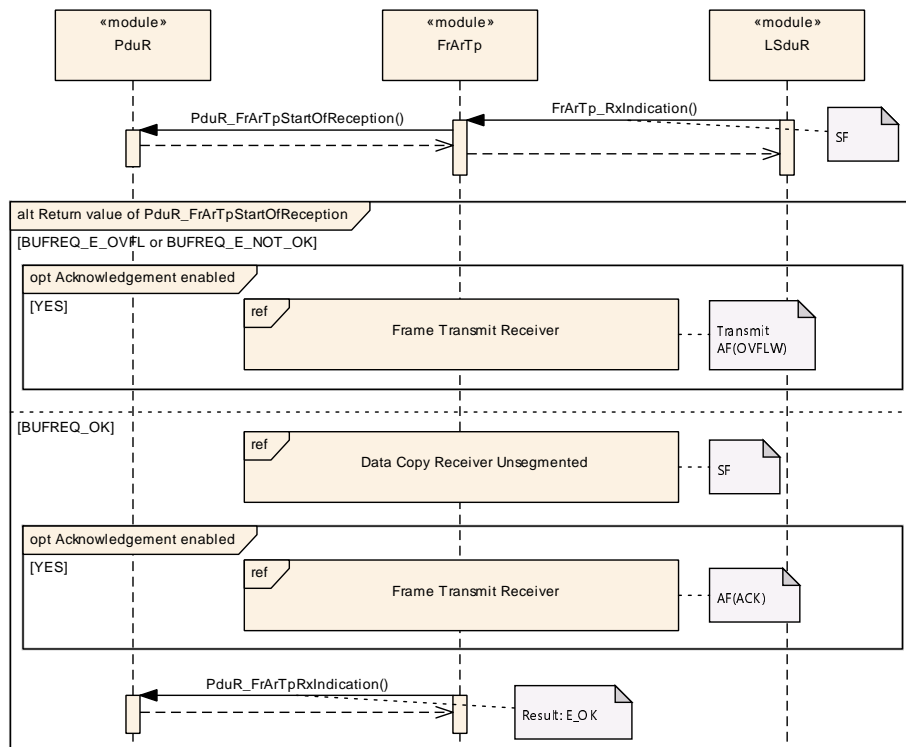 «module»
PduR
«module»
FrArTp
«module»
LSduR
FrArTp_RxIndication()
PduR_FrArTpStartOfReception()
SF
alt Return value of PduR_FrArTpStartOfReception
[BUFREQ_E_OVFL or BUFREQ_E_NOT_OK]
opt Acknowledgement enabled
[YES]
ref
Frame Transmit Receiver
Transmit
AF(OVFLW)
[BUFREQ_OK]
ref
Data Copy Receiver Unsegmented
SF
opt Acknowledgement enabled
[YES]
ref
Frame Transmit Receiver
AF(ACK)
PduR_FrArTpRxIndication()
Result: E_OK